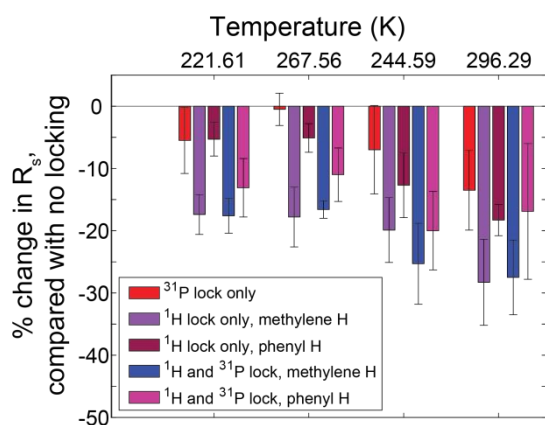 Temperature (K)
221.61 267.56 244.59 296.29
% change in Rs,
compared with no locking
0
-10
-20
-30
-40
-50
³¹P lock only
¹H lock only, methylene H
¹H lock only, phenyl H
¹H and ³¹P lock, methylene H
¹H and ³¹P lock, phenyl H